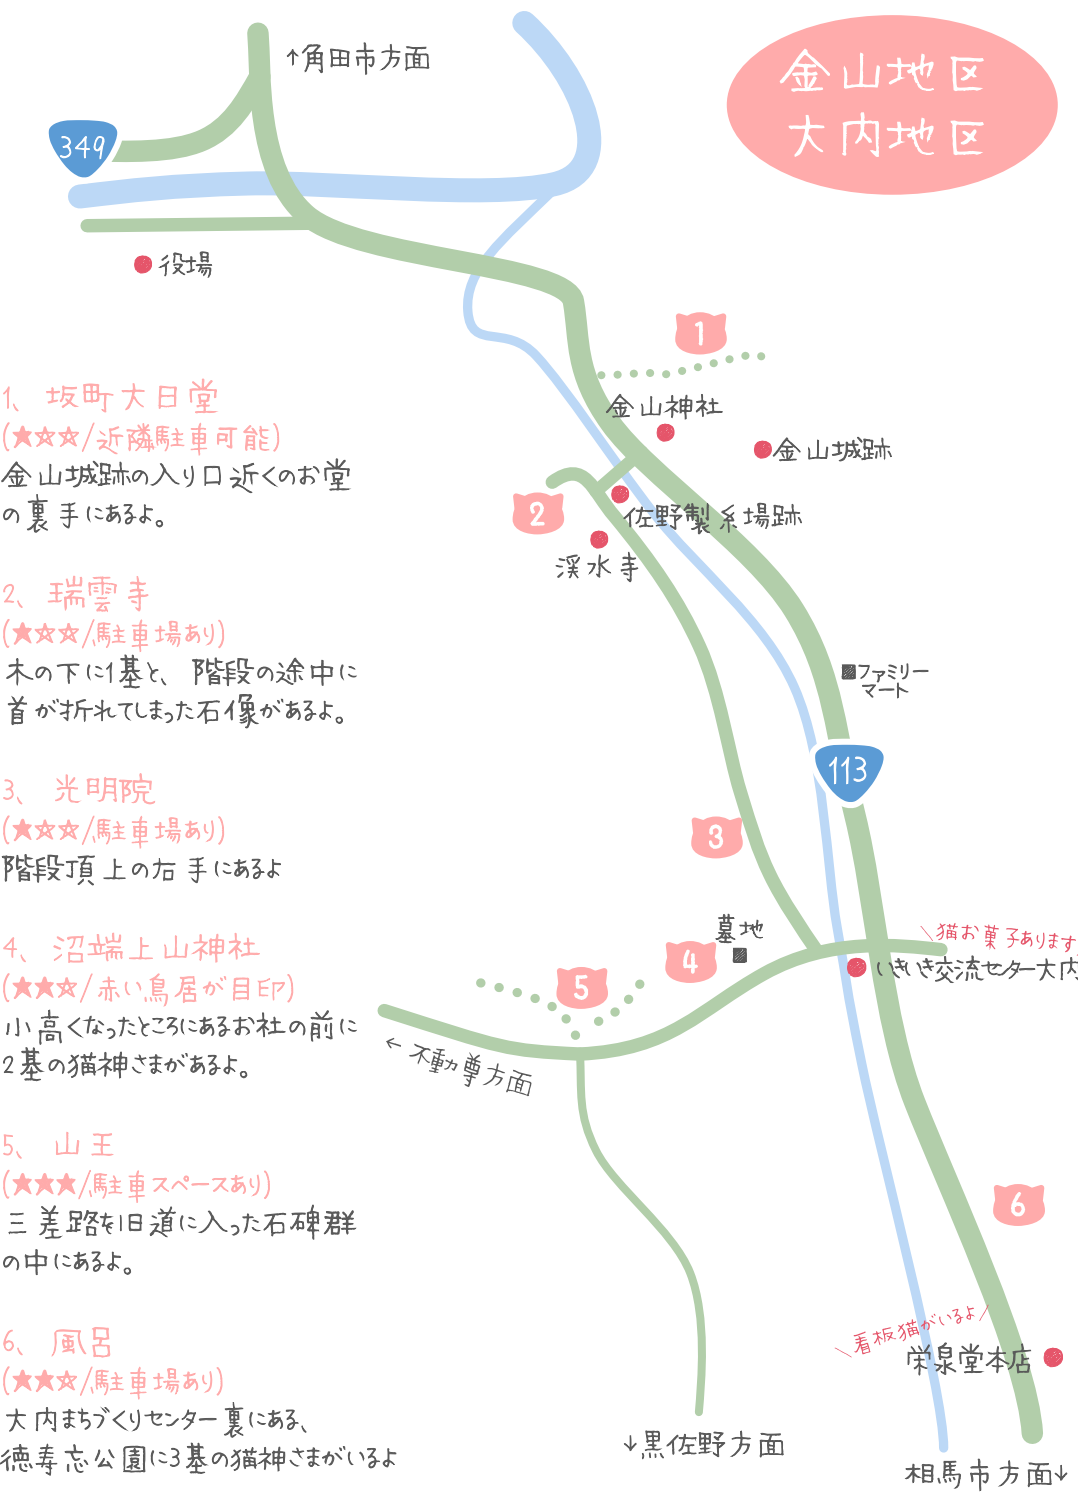 ↑角田市方面
金山地区
大内地区
349
役場
1
金山神社
金山城跡
2
佐野製糸場跡
渓水寺
ファミリー
マート
113
3
墓地
4
5
＼猫お菓子あります
いきいき交流センター大内
← 不動尊方面
6
＼看板猫がいるよ／
栄泉堂本店
↓黒佐野方面
相馬市方面↓
1、坂町大日堂
(★☆☆/近隣駐車可能)
金山城跡の入り口近くのお堂
の裏手にあるよ。
2、瑞雲寺
(★☆☆/駐車場あり)
木の下に1基と、階段の途中に
首が折れてしまった石像があるよ。
3、光明院
(★☆☆/駐車場あり)
階段頂上の右手にあるよ
4、沼端上山神社
(★★☆/赤い鳥居が目印)
小高くなったところにあるお社の前に
2基の猫神さまがあるよ。
5、山王
(★★★/駐車スペースあり)
三差路を旧道に入った石碑群
の中にあるよ。
6、風呂
(★★☆/駐車場あり)
大内まちづくりセンター裏にある、
徳寿忘公園に3基の猫神さまがいるよ